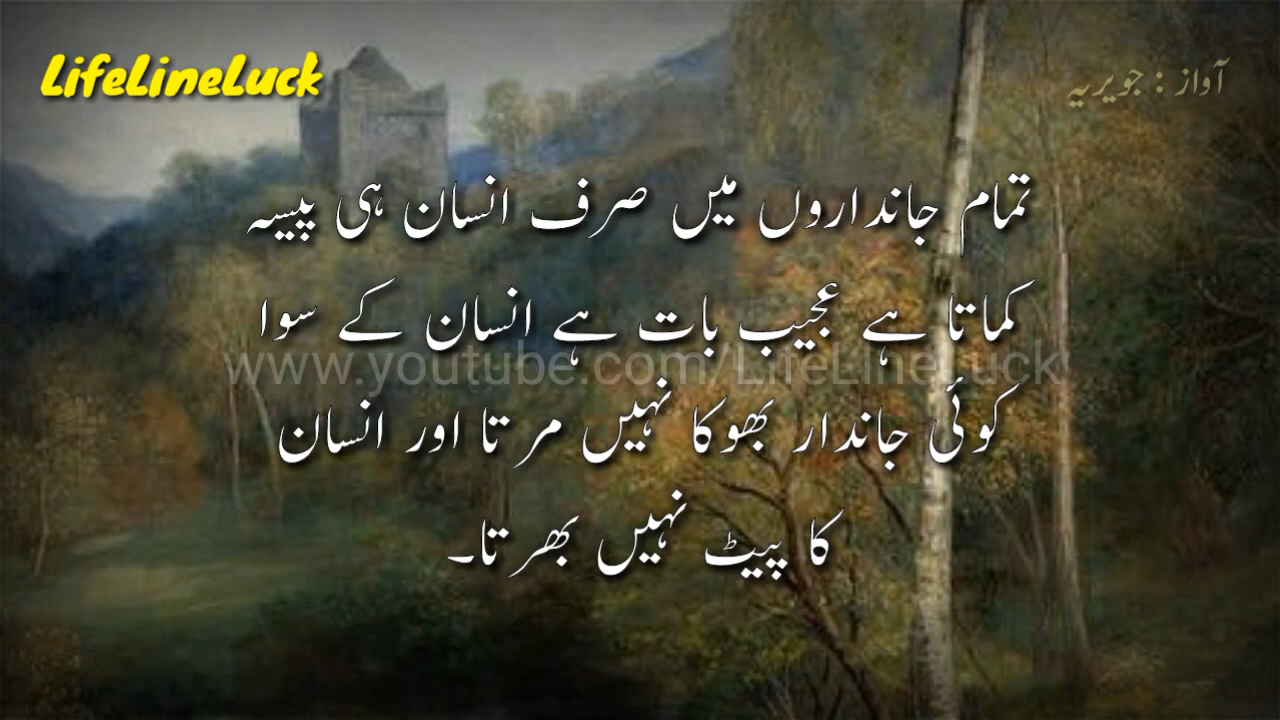 LifeLineLuck
آواز : جویریہ
تمام جانداروں میں صرف انسان ہی پیسہ
کماتا ہے عجیب بات ہے انسان کے سوا
www.youtube.com/LifeLineLuck
کوئی جاندار بھوکا نہیں مرتا اور انسان
کا پیٹ نہیں بھرتا۔